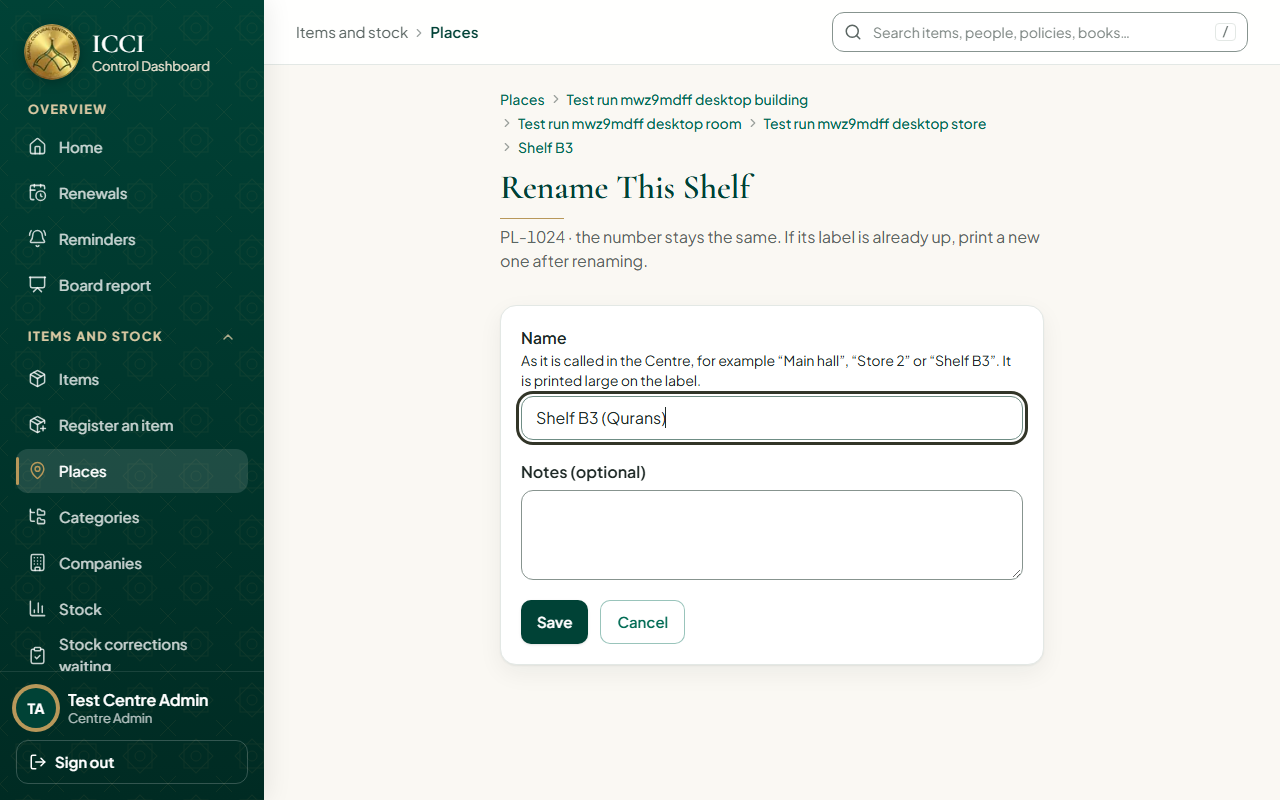 ICCI
Control Dashboard
OVERVIEW
Home
Renewals
Reminders
Board report
ITEMS AND STOCK
Items
Register an item
Places
Categories
Companies
Stock
Stock corrections
waiting
TA
Test Centre Admin
Centre Admin
Sign out
Items and stock > Places
Search items, people, policies, books… /
Places > Test run mwz9mdff desktop building
> Test run mwz9mdff desktop room > Test run mwz9mdff desktop store
> Shelf B3
Rename This Shelf
PL-1024 · the number stays the same. If its label is already up, print a new
one after renaming.
Name
As it is called in the Centre, for example “Main hall”, “Store 2” or “Shelf B3”. It
is printed large on the label.
Shelf B3 (Qurans)
Notes (optional)
Save
Cancel